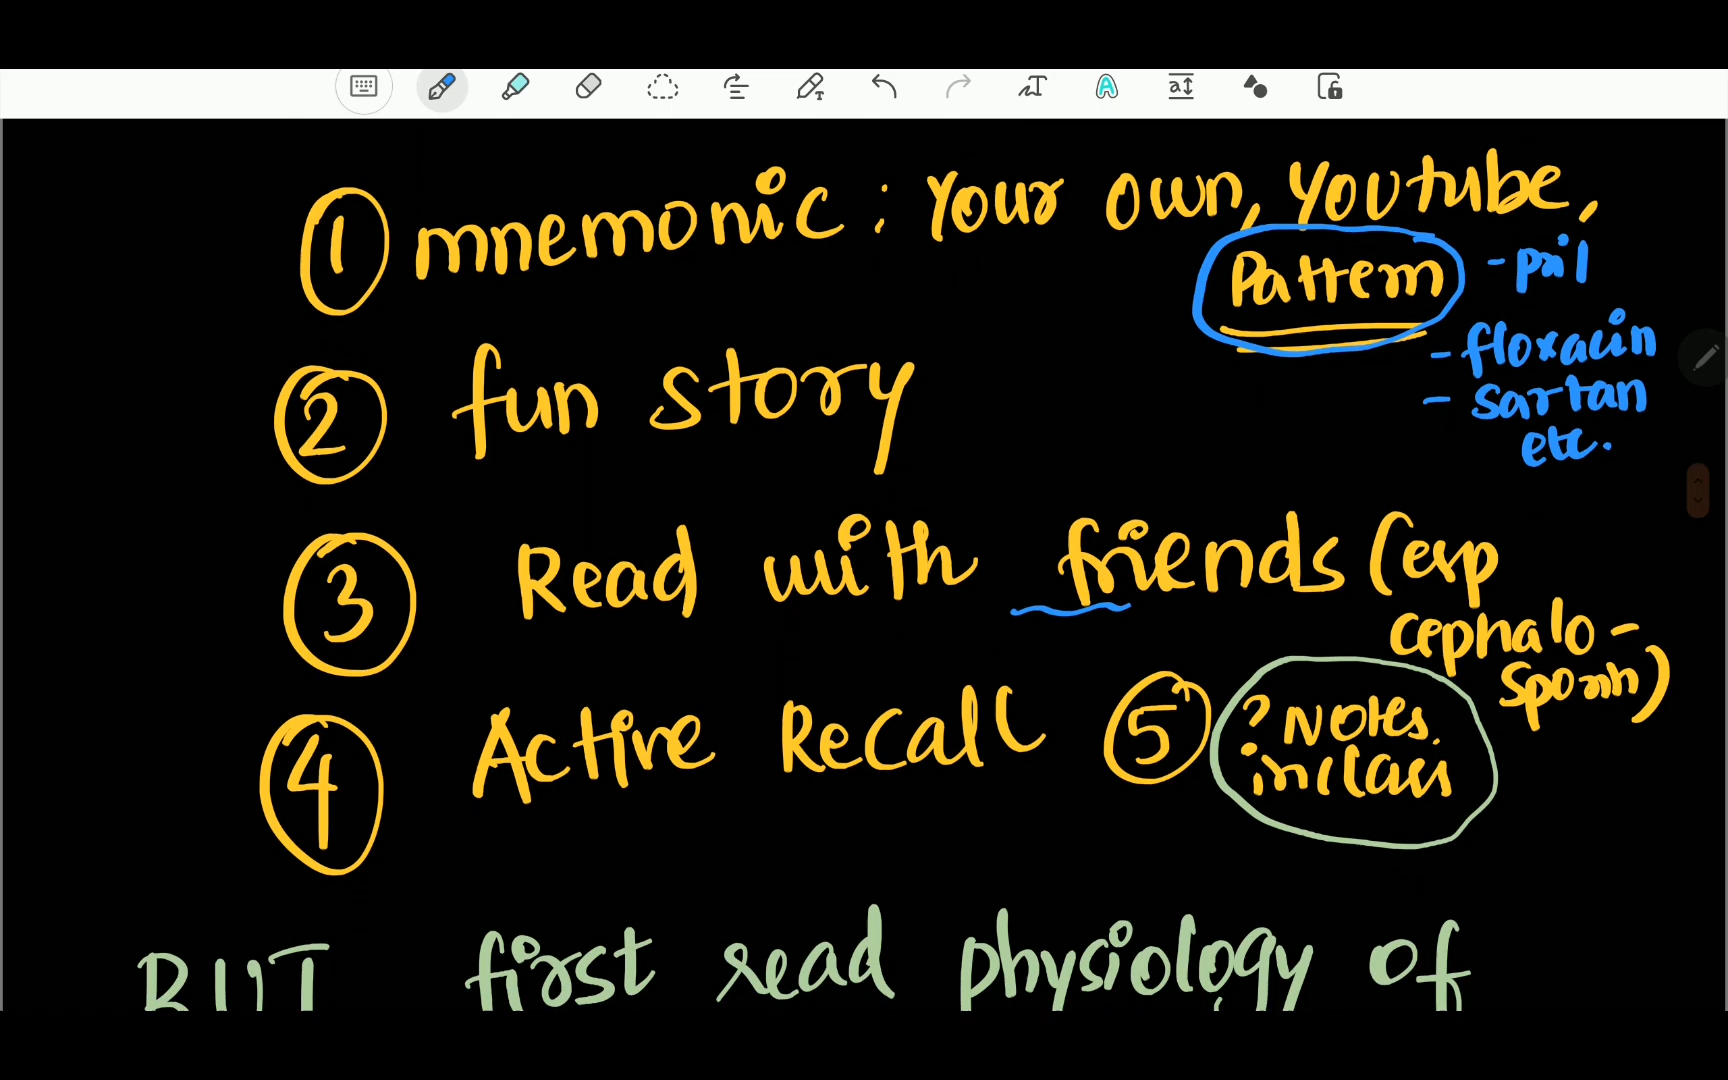 1 mnemonic : Your own, YouTube,
Pattern - pril
- floxacin
- sartan
etc.
2 fun story
3 Read with friends (esp
cephalo -
sporin)
4 Active Recall 5 ? Notes
in class
BUT first read physiology of